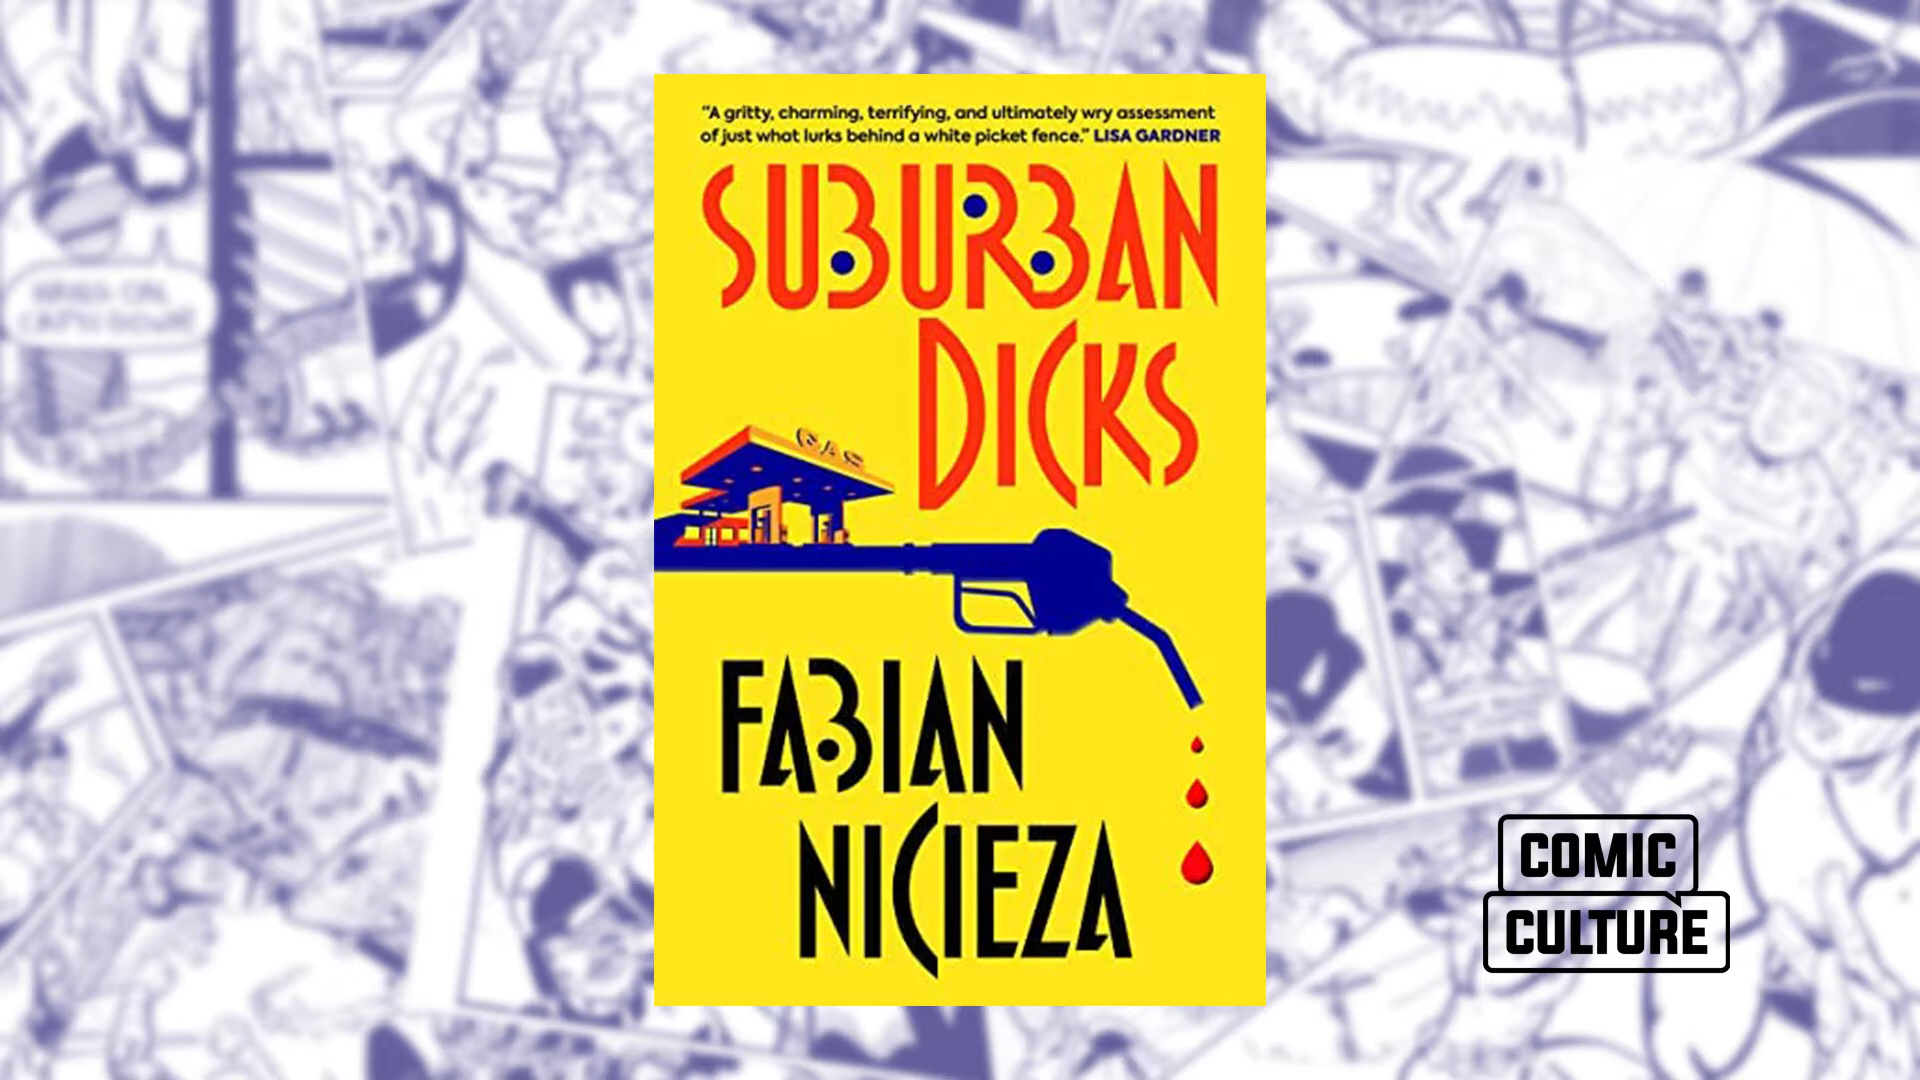 “A gritty, charming, terrifying, and ultimately wry assessment
of just what lurks behind a white picket fence.” LISA GARDNER
SUBURBAN
DICKS
GAS
FABIAN
NICIEZA
COMIC
CULTURE